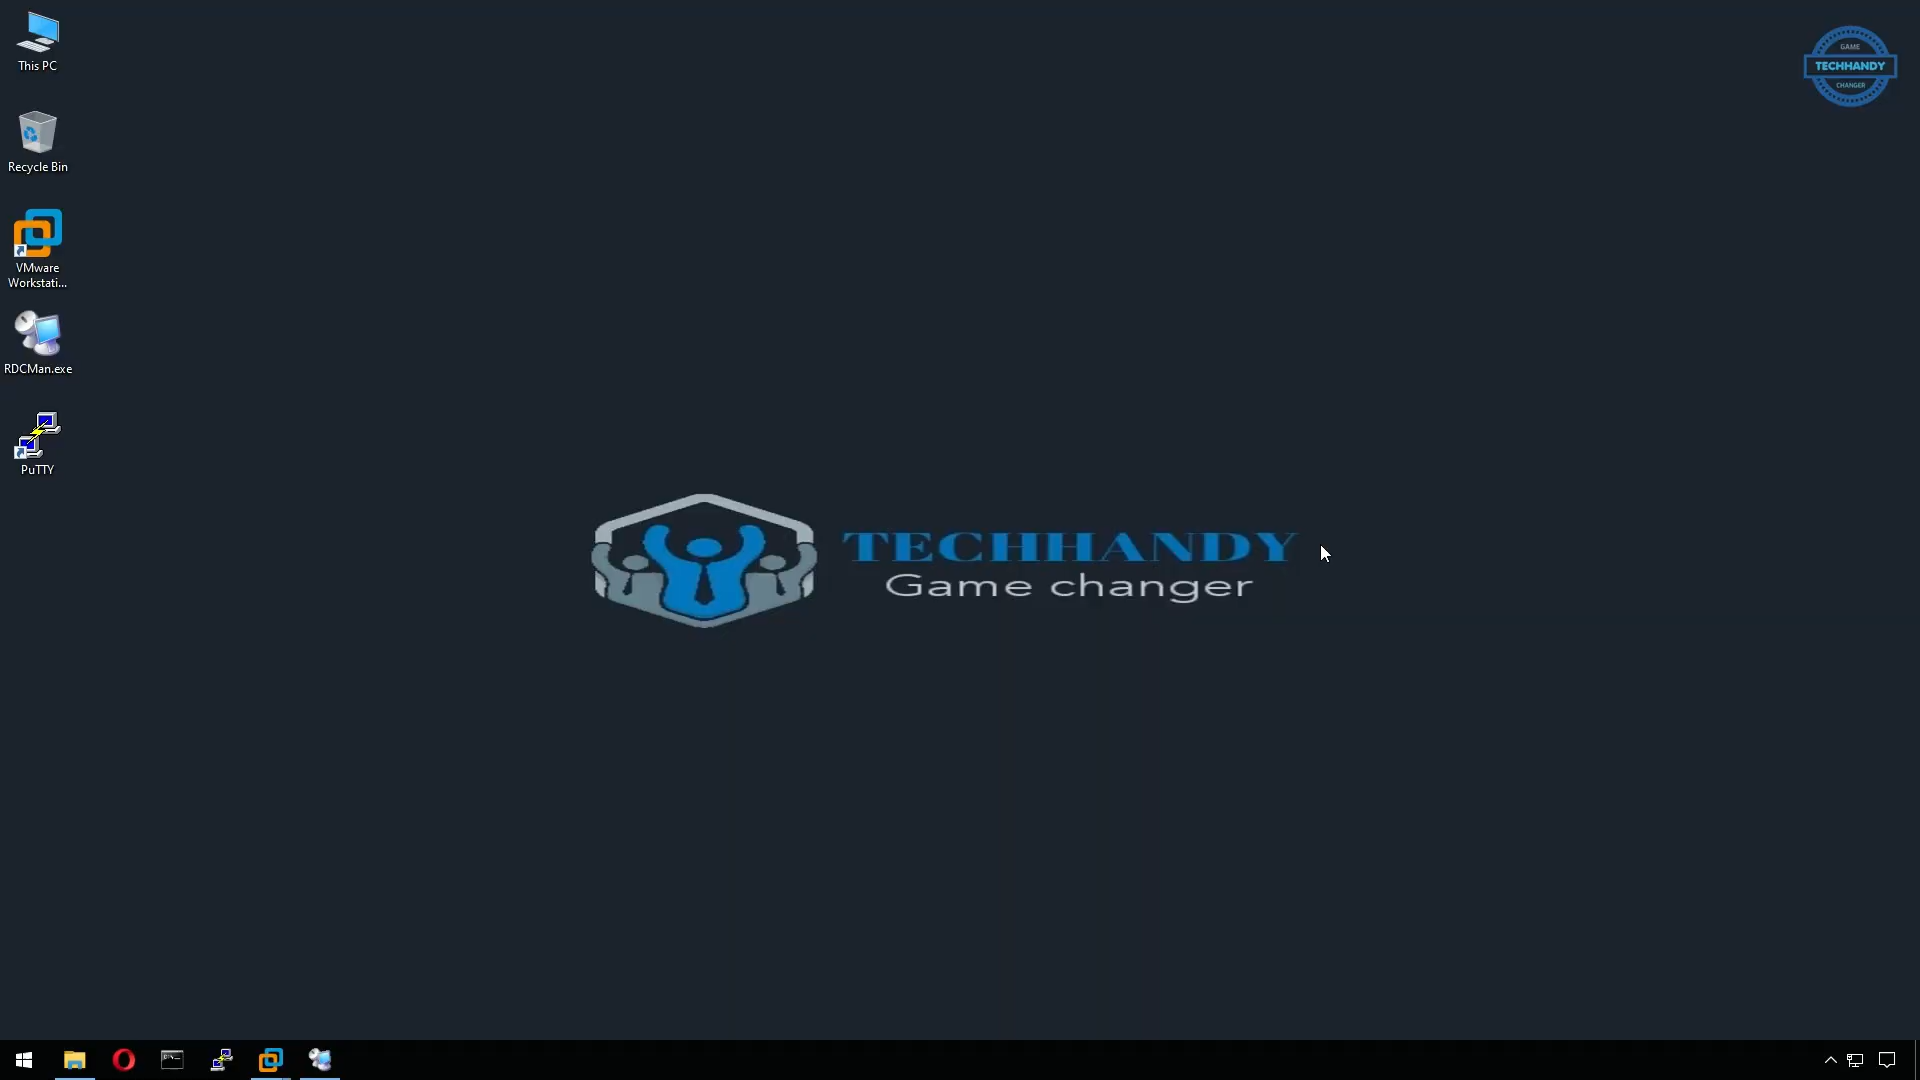 This PC
Recycle Bin
VMware
Workstati...
RDCMan.exe
PuTTY
GAME
TECHHANDY
CHANGER
TECHHANDY
Game changer